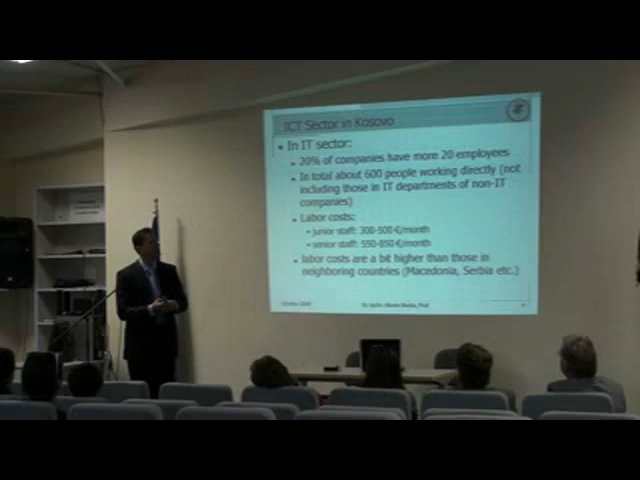 ICT Sector in Kosovo
In IT sector:
20% of companies have more 20 employees
In total about 600 people working directly (not
including those in IT departments of non-IT
companies)
Labor costs:
junior staff: 300-500 €/month
senior staff: 550-850 €/month
labor costs are a bit higher than those in
neighboring countries (Macedonia, Serbia etc.)
October